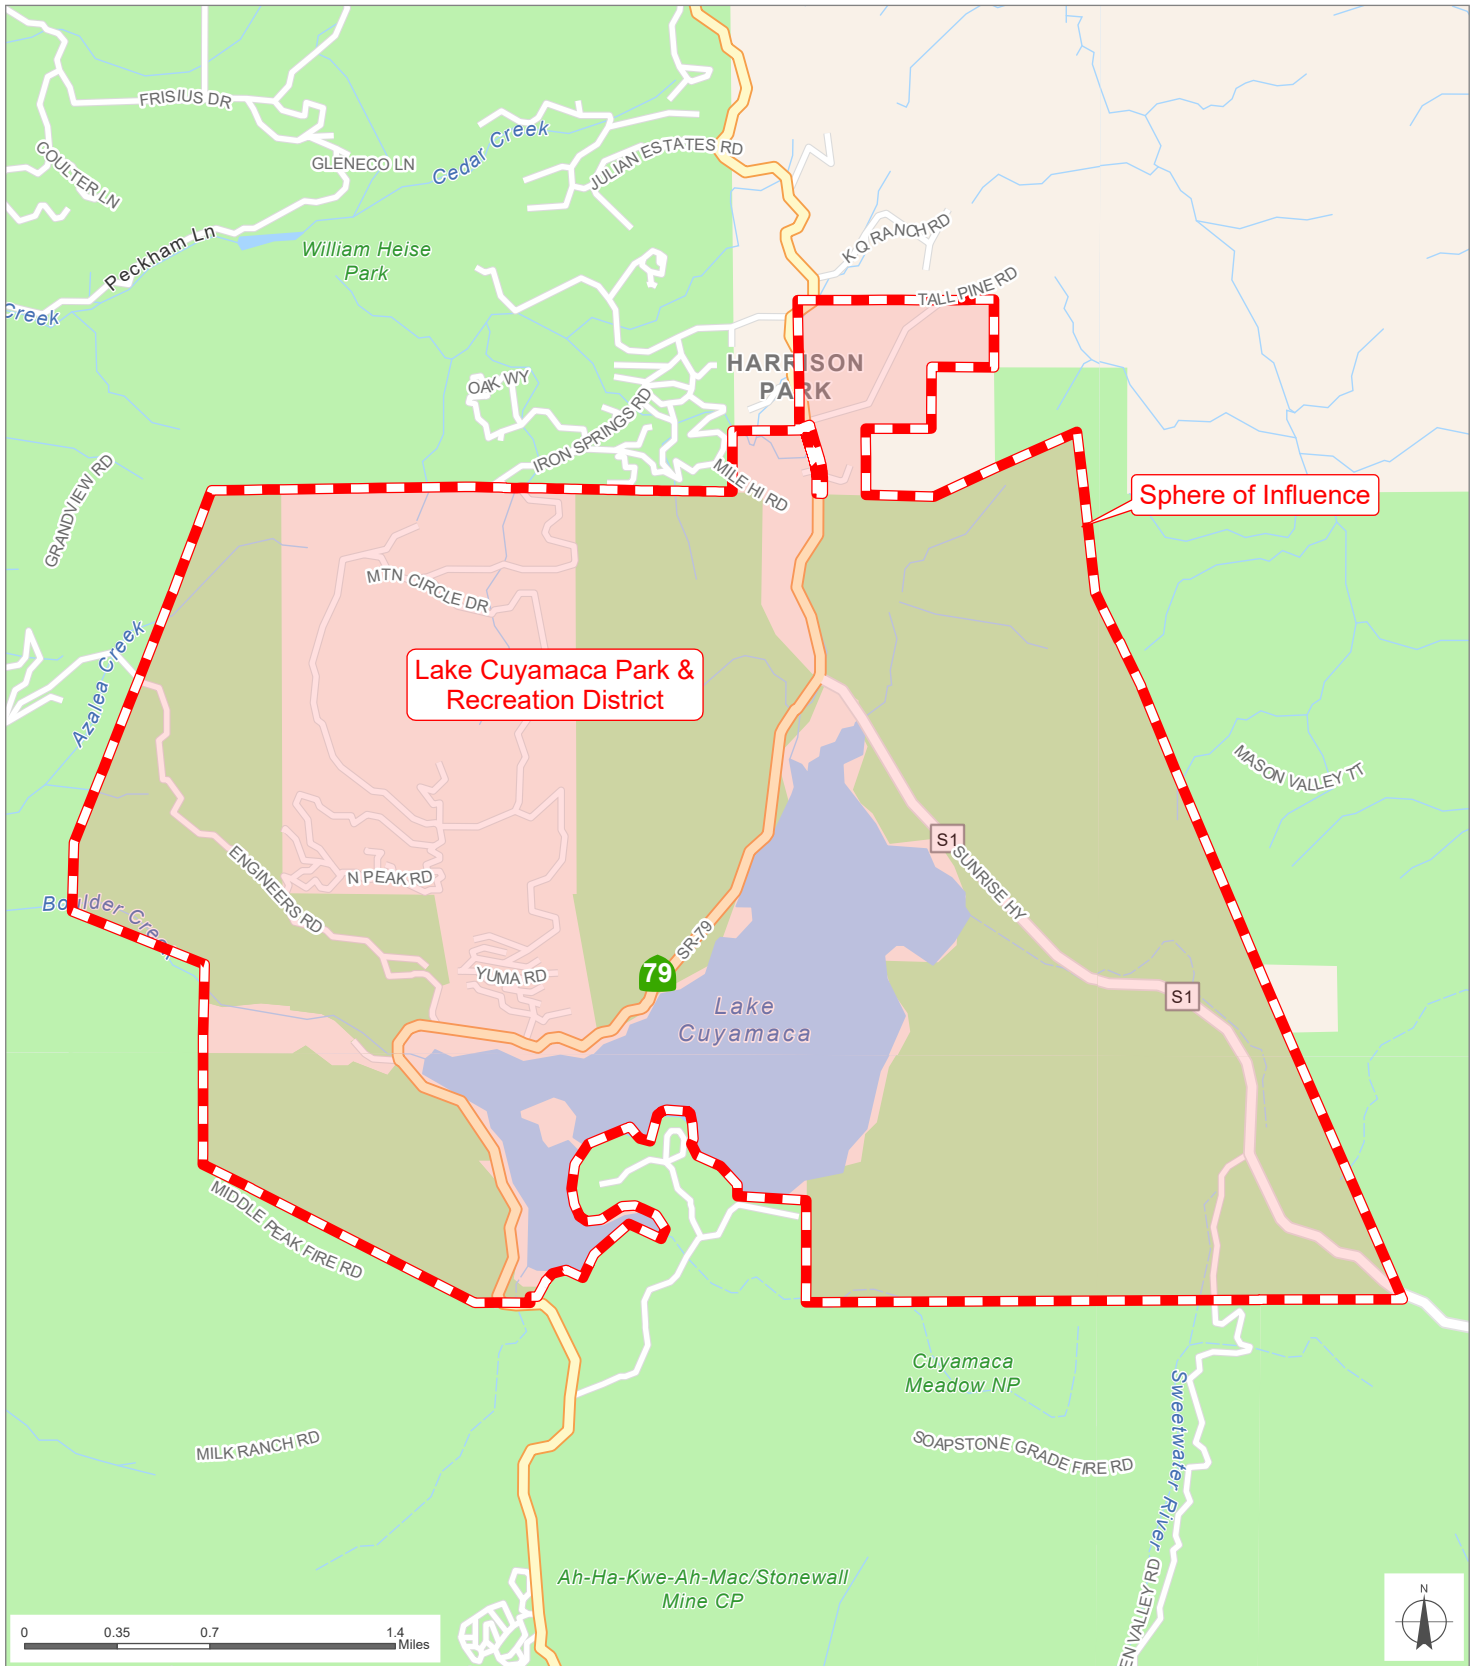 FRISIUS DR
COULTER LN
GLENECO LN
Cedar Creek
JULIAN ESTATES RD
Peckham Ln
William Heise
Park
K Q RANCH RD
Creek
TALL PINE RD
HARRISON
PARK
OAK WY
IRON SPRINGS RD
MILE HI RD
GRANDVIEW RD
Sphere of Influence
MTN CIRCLE DR
Azalea Creek
Lake Cuyamaca Park &
Recreation District
MASON VALLEY TT
S1
SUNRISE HY
ENGINEERS RD
N PEAK RD
Boulder Creek
SR-79
79
YUMA RD
S1
Lake
Cuyamaca
MIDDLE PEAK FIRE RD
Cuyamaca
Meadow NP
Sweetwater River
MILK RANCH RD
SOAPSTONE GRADE FIRE RD
Ah-Ha-Kwe-Ah-Mac/Stonewall
Mine CP
EN VALLEY RD
N
0 0.35 0.7 1.4
Miles